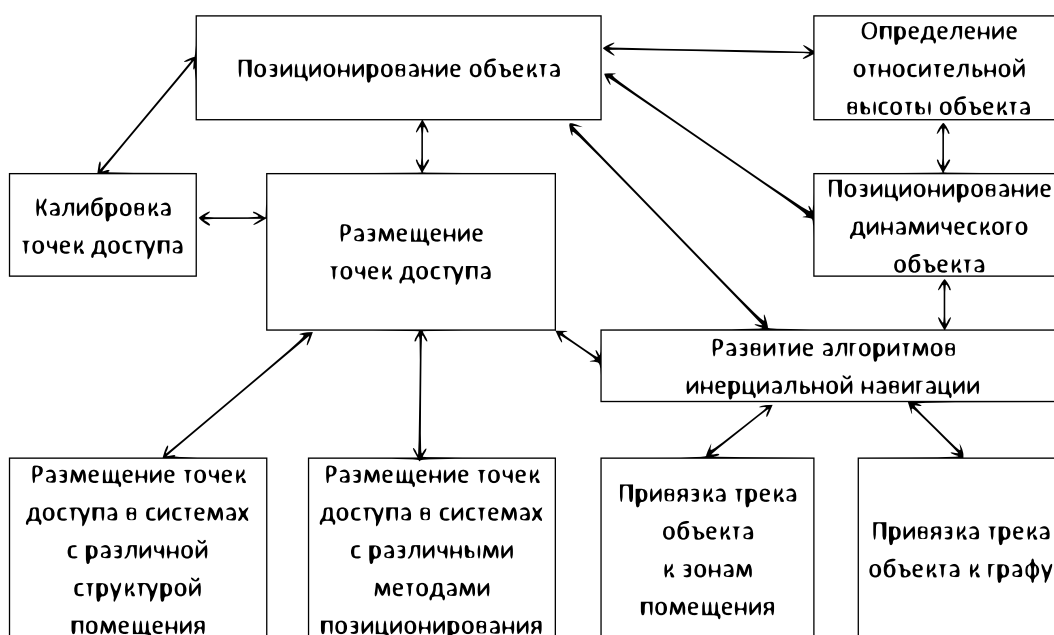 Позиционирование объекта
Определение
относительной
высоты объекта
Калибровка
точек доступа
Размещение
точек доступа
Позиционирование
динамического
объекта
Развитие алгоритмов
инерциальной навигации
Размещение точек
доступа в системах
с различной
структурой
помещения
Размещение точек
доступа в системах
с различными
методами
позиционирования
Привязка трека
объекта
к зонам
помещения
Привязка трека
объекта к графу